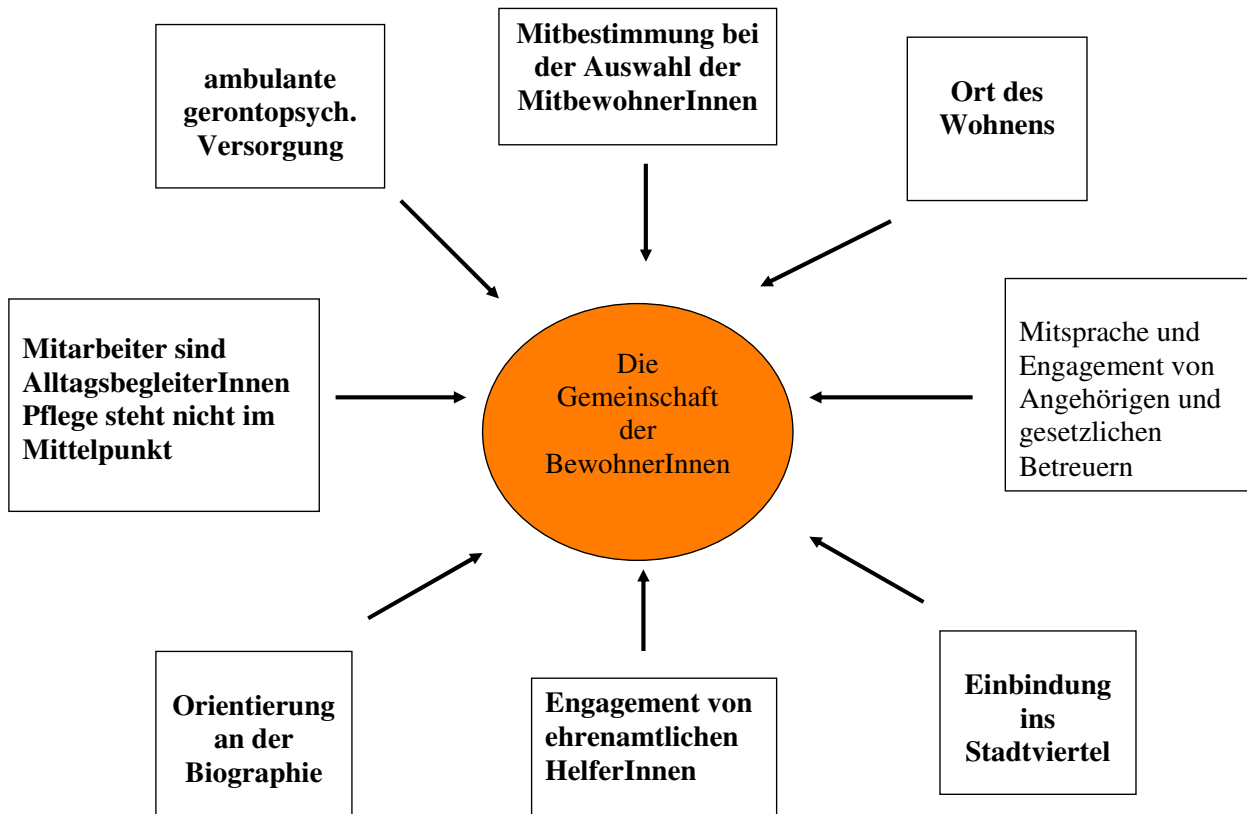 ambulante
gerontopsych.
Versorgung
Mitbestimmung bei
der Auswahl der
MitbewohnerInnen
Ort des
Wohnens
Mitarbeiter sind
AlltagsbegleiterInnen
Pflege steht nicht im
Mittelpunkt
Die
Gemeinschaft
der
BewohnerInnen
Mitsprache und
Engagement von
Angehörigen und
gesetzlichen
Betreuern
Orientierung
an der
Biographie
Engagement von
ehrenamtlichen
HelferInnen
Einbindung
ins
Stadtviertel